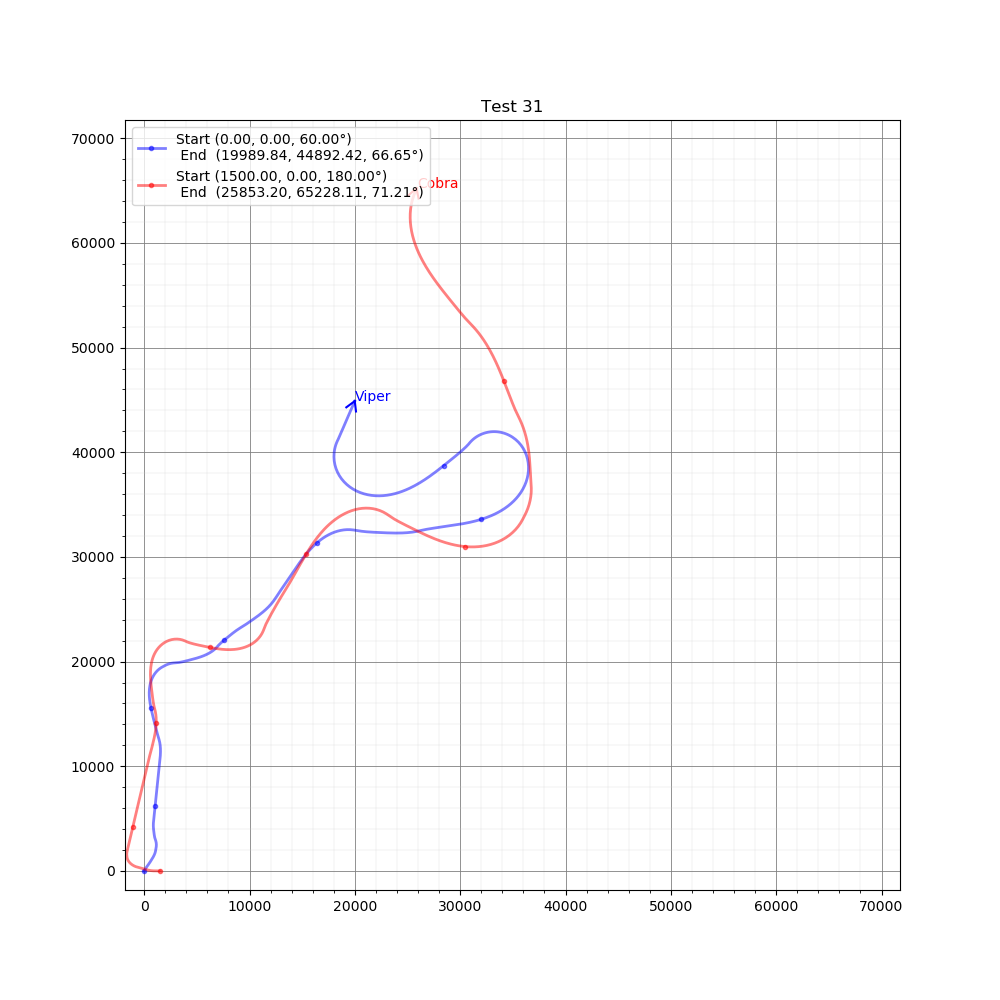 Test 31
Start (0.00, 0.00, 60.00°)
End (19989.84, 44892.42, 66.65°)
Start (1500.00, 0.00, 180.00°)
End (25853.20, 65228.11, 71.21°)
Cobra
Viper
70000
60000
50000
40000
30000
20000
10000
0
0 10000 20000 30000 40000 50000 60000 70000